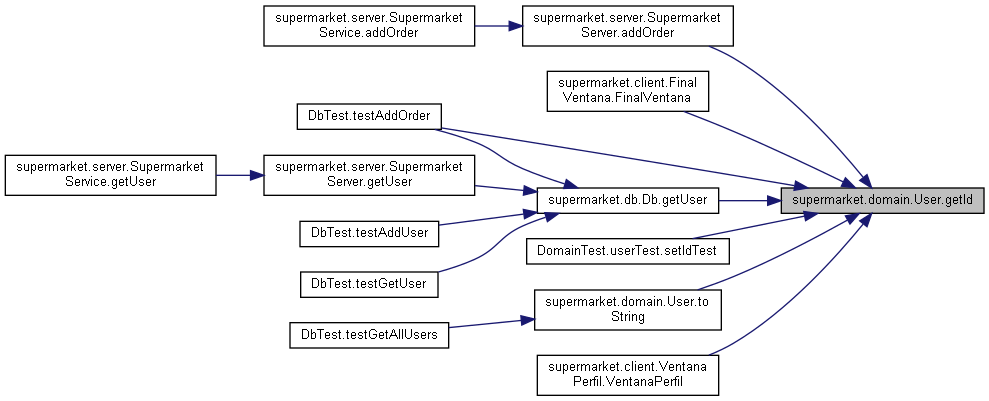 supermarket.server.Supermarket
Service.addOrder
supermarket.server.Supermarket
Server.addOrder
supermarket.client.Final
Ventana.FinalVentana
DbTest.testAddOrder
supermarket.server.Supermarket
Service.getUser
supermarket.server.Supermarket
Server.getUser
supermarket.db.Db.getUser
supermarket.domain.User.getId
DbTest.testAddUser
DomainTest.userTest.setIdTest
DbTest.testGetUser
supermarket.domain.User.to
String
DbTest.testGetAllUsers
supermarket.client.Ventana
Perfil.VentanaPerfil